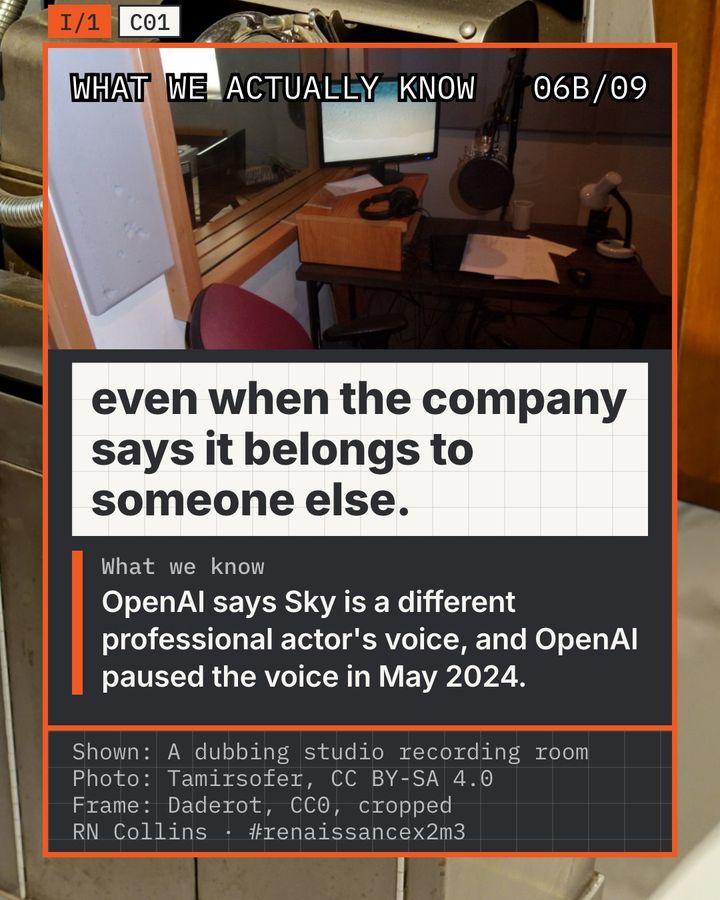 I/1 C01
WHAT WE ACTUALLY KNOW 06B/09
even when the company
says it belongs to
someone else.
What we know
OpenAI says Sky is a different
professional actor's voice, and OpenAI
paused the voice in May 2024.
Shown: A dubbing studio recording room
Photo: Tamirsofer, CC BY-SA 4.0
Frame: Daderot, CC0, cropped
RN Collins · #renaissancex2m3